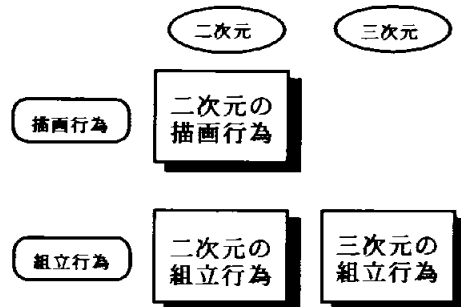 二次元
三次元
描画行為
二次元の
描画行為
組立行為
二次元の
組立行為
三次元の
組立行為